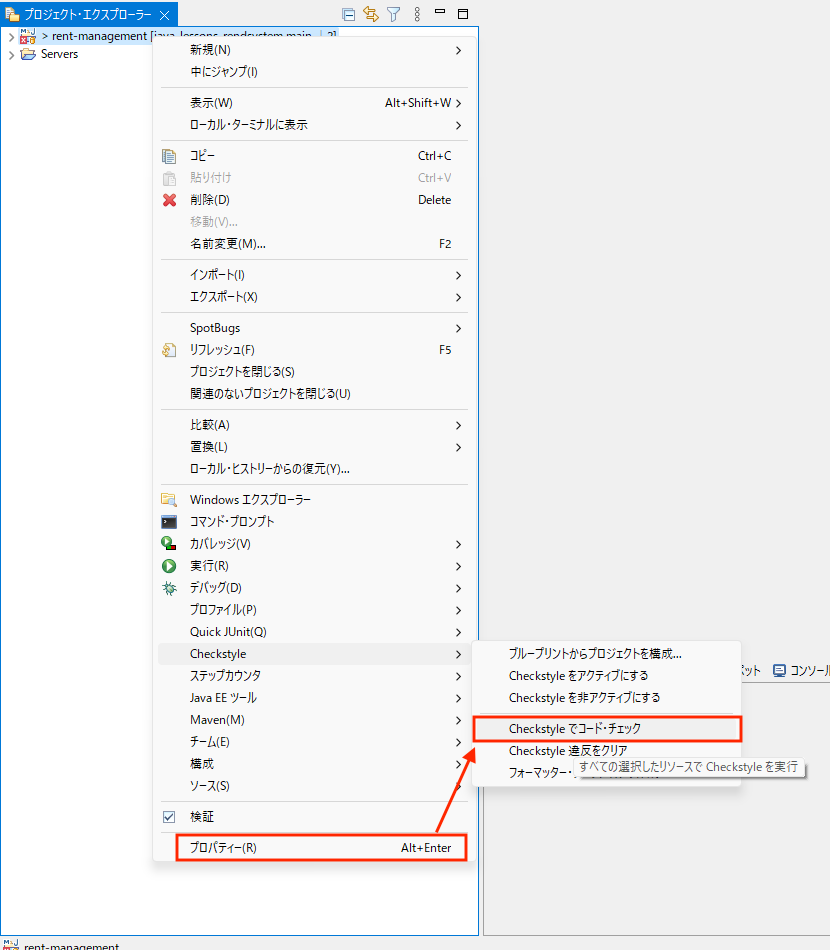 プロジェクト・エクスプローラー
> rent-management [java_lessons_rendsystem main
Servers
新規(N)
中にジャンプ(I)
表示(W) Alt+Shift+W
ローカル・ターミナルに表示
コピー Ctrl+C
貼り付け Ctrl+V
削除(D) Delete
移動(V)...
名前変更(M)... F2
インポート(I)
エクスポート(X)
SpotBugs
リフレッシュ(F) F5
プロジェクトを閉じる(S)
関連のないプロジェクトを閉じる(U)
比較(A)
置換(L)
ローカル・ヒストリーからの復元(Y)...
Windows エクスプローラー
コマンド・プロンプト
カバレッジ(V)
実行(R)
デバッグ(D)
プロファイル(P)
Quick JUnit(Q)
Checkstyle
ステップカウンタ
Java EE ツール
Maven(M)
チーム(E)
構成
ソース(S)
検証
プロパティー(R) Alt+Enter
ブループリントからプロジェクトを構成...
Checkstyle をアクティブにする
Checkstyle を非アクティブにする
Checkstyle でコード・チェック
Checkstyle 違反をクリア
フォーマッター・
すべての選択したリソースで Checkstyle を実行
ペット コンソール
rent-management